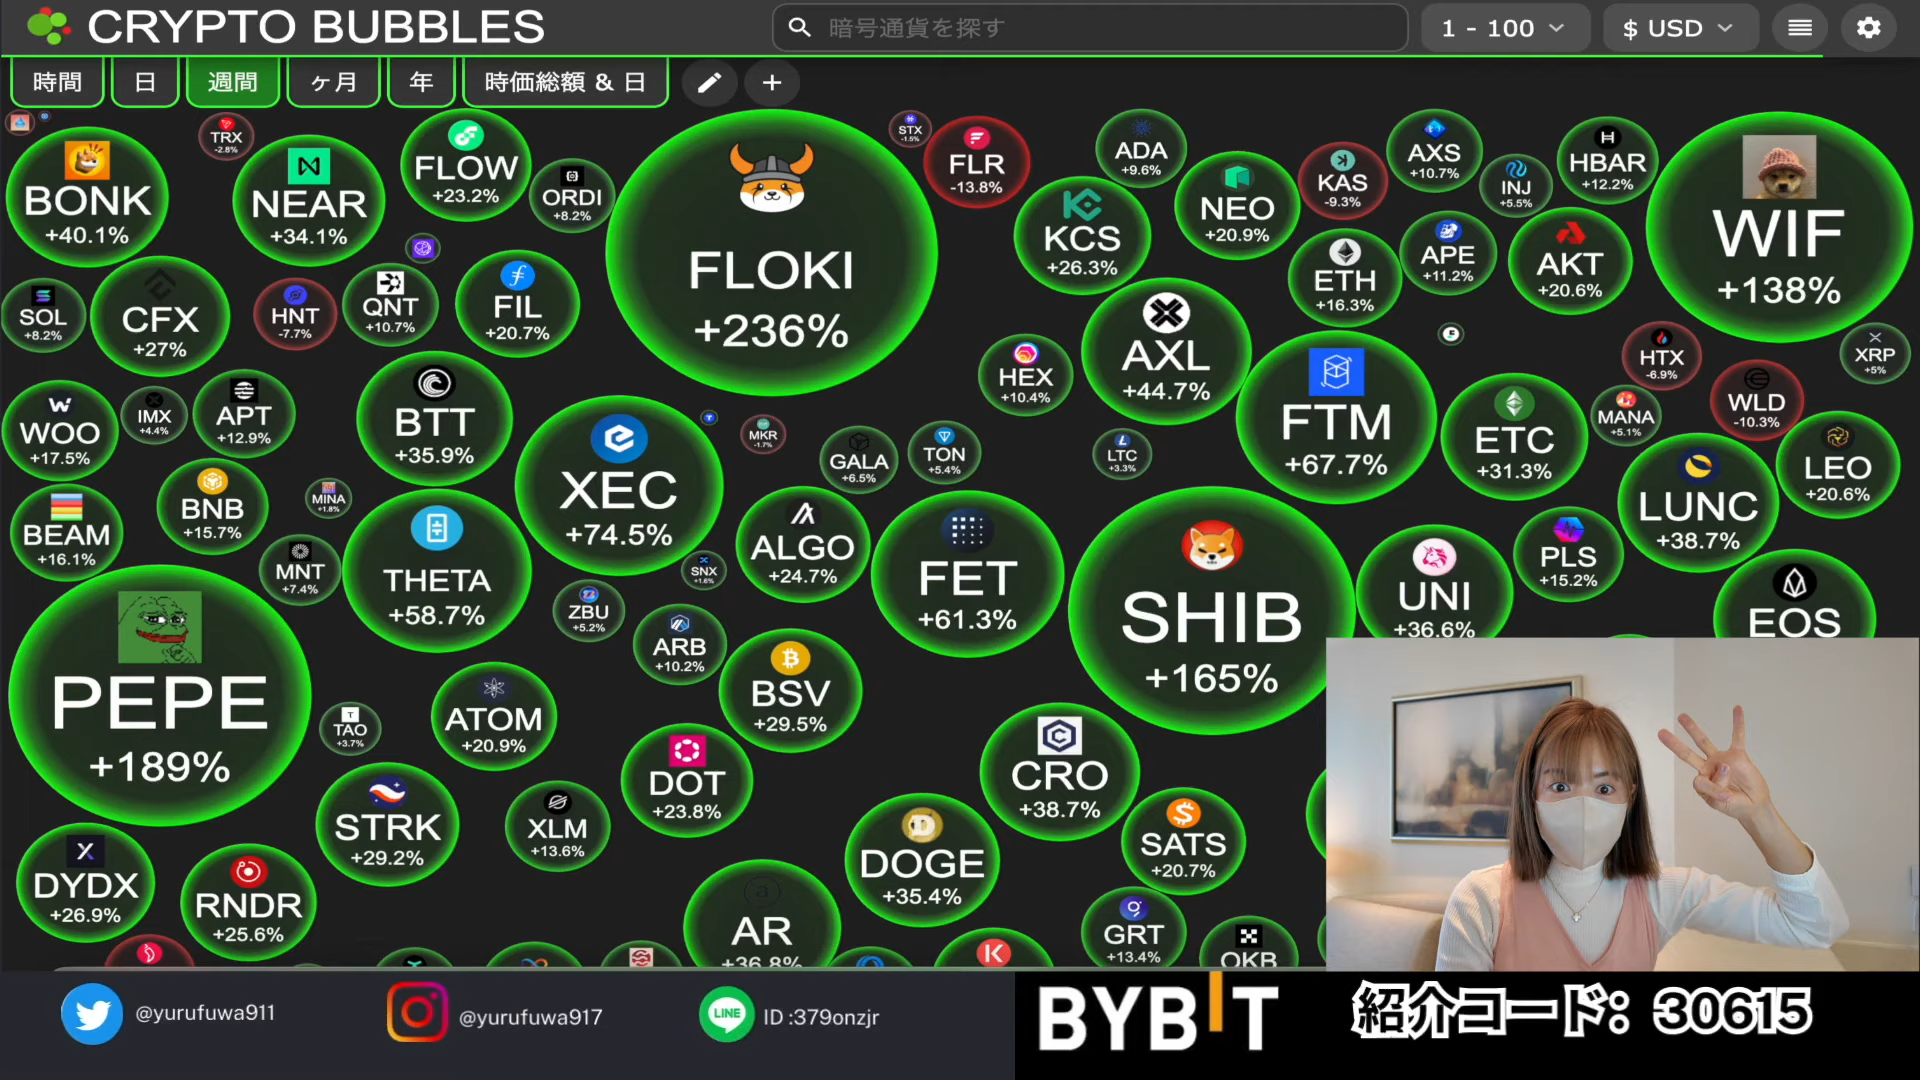 CRYPTO BUBBLES
暗号通貨を探す
1 - 100
$ USD
時間
日
週間
ヶ月
年
時価総額 & 日
BONK
+40.1%
TRX
-2.8%
NEAR
+34.1%
FLOW
+23.2%
ORDI
+8.2%
FLOKI
+236%
STX
-1.5%
FLR
-13.8%
ADA
+9.6%
KCS
+26.3%
NEO
+20.9%
KAS
-9.3%
AXS
+10.7%
INJ
+5.5%
HBAR
+12.2%
WIF
+138%
SOL
+8.2%
CFX
+27%
HNT
-7.7%
QNT
+10.7%
FIL
+20.7%
ETH
+16.3%
APE
+11.2%
AKT
+20.6%
HEX
+10.4%
AXL
+44.7%
FTM
+67.7%
HTX
-6.9%
XRP
+5%
WOO
+17.5%
IMX
+4.4%
APT
+12.9%
BTT
+35.9%
XEC
+74.5%
MKR
-1.7%
GALA
+6.5%
TON
+5.4%
LTC
+3.3%
ETC
+31.3%
MANA
+5.1%
WLD
-10.3%
LEO
+20.6%
BEAM
+16.1%
BNB
+15.7%
MINA
+1.8%
MNT
+7.4%
THETA
+58.7%
ZBU
+5.2%
SNX
+1.6%
ALGO
+24.7%
FET
+61.3%
SHIB
+165%
UNI
+36.6%
PLS
+15.2%
LUNC
+38.7%
EOS
PEPE
+189%
TAO
+3.7%
ATOM
+20.9%
ARB
+10.2%
BSV
+29.5%
DOT
+23.8%
CRO
+38.7%
STRK
+29.2%
XLM
+13.6%
DOGE
+35.4%
SATS
+20.7%
DYDX
+26.9%
RNDR
+25.6%
AR
+36.8%
GRT
+13.4%
OKB
@yurufuwa911
@yurufuwa917
LINE
ID :379onzjr
BYBIT
紹介コード：30615